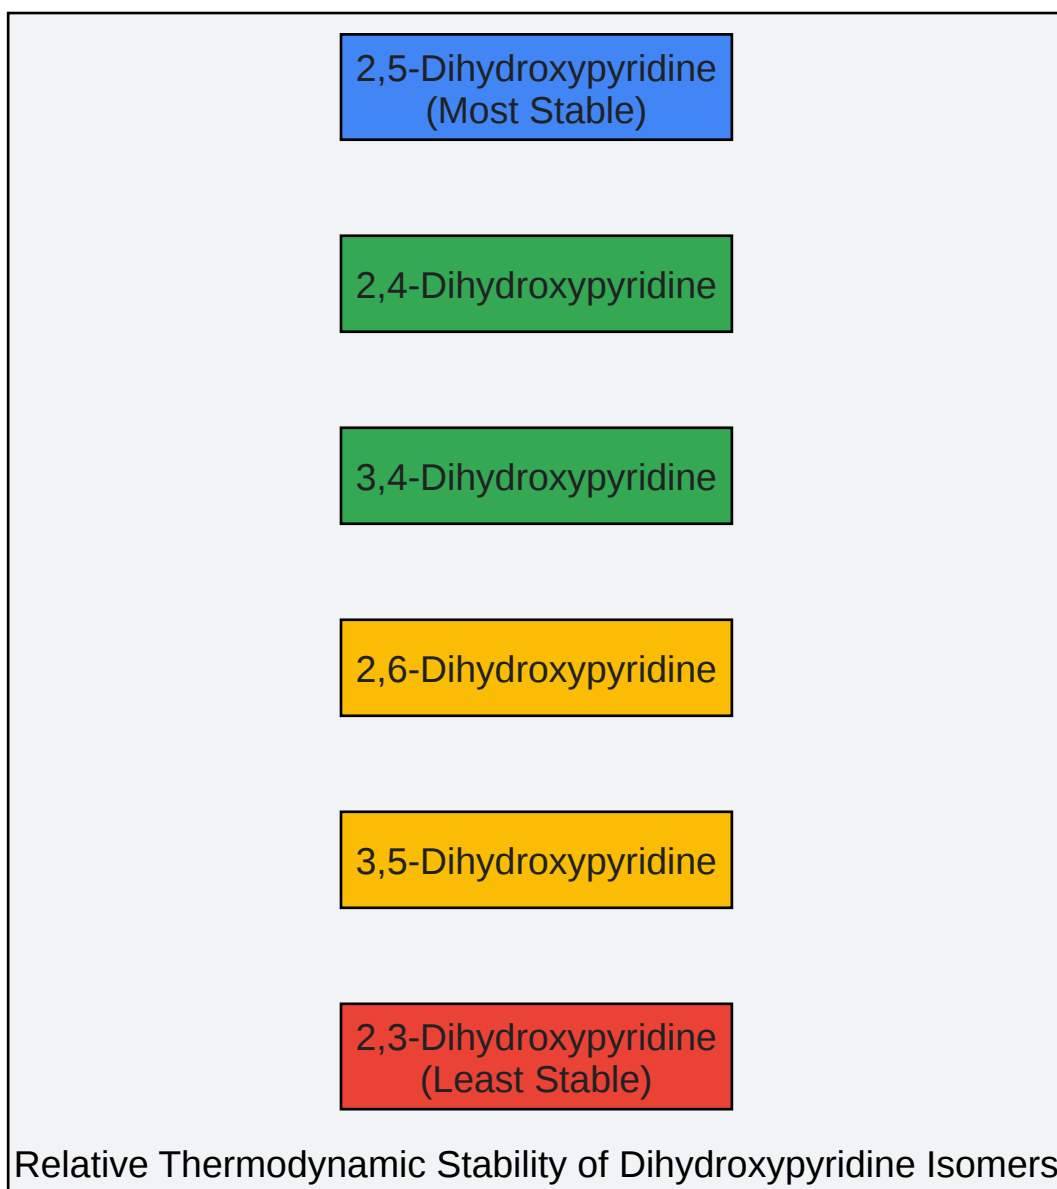 2,5-Dihydroxypyridine
(Most Stable)
2,4-Dihydroxypyridine
3,4-Dihydroxypyridine
2,6-Dihydroxypyridine
3,5-Dihydroxypyridine
2,3-Dihydroxypyridine
(Least Stable)
Relative Thermodynamic Stability of Dihydroxypyridine Isomers